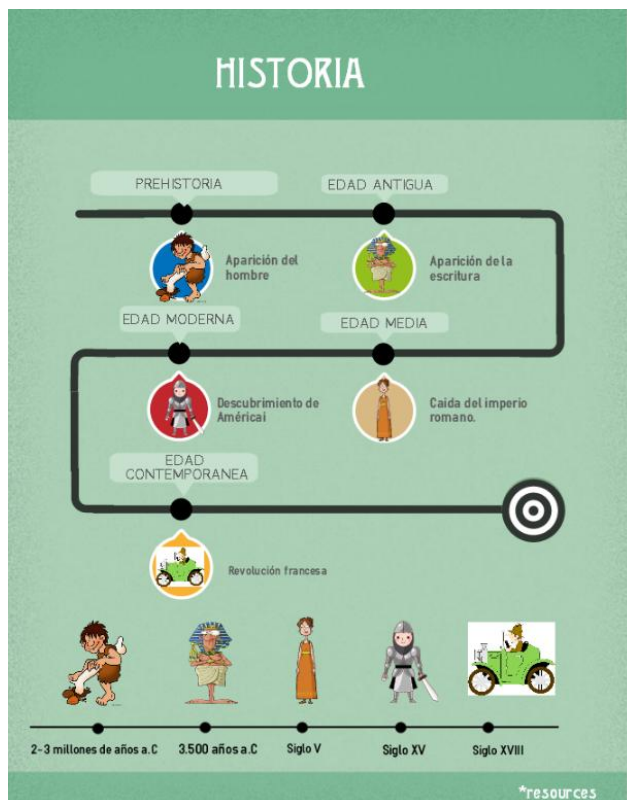 HISTORIA
PREHISTORIA
EDAD ANTIGUA
Aparición del
hombre
Aparición de la
escritura
EDAD MODERNA
EDAD MEDIA
Descubrimiento de
Américai
Caida del imperio
romano.
EDAD
CONTEMPORANEA
Revolución francesa
2-3 millones de años a.C
3.500 años a.C
Siglo V
Siglo XV
Siglo XVIII
*resources